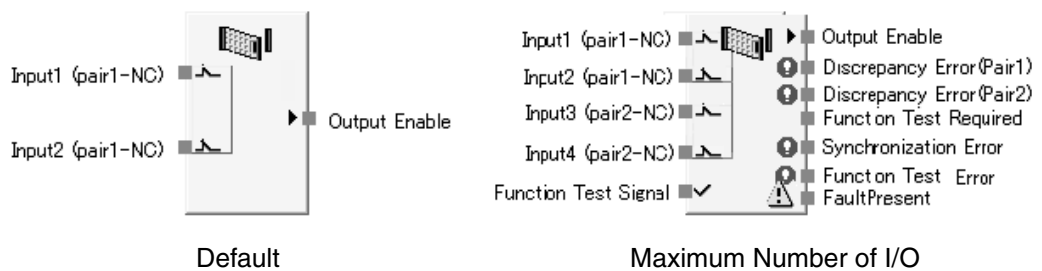 Input1 (pair1-NC)
Input2 (pair1-NC)
Output Enable
Default
Input1 (pair1-NC)
Input2 (pair1-NC)
Input3 (pair2-NC)
Input4 (pair2-NC)
Function Test Signal
Output Enable
Discrepancy Error(Pair1)
Discrepancy Error(Pair2)
Function Test Required
Synchronization Error
Function Test Error
FaultPresent
Maximum Number of I/O